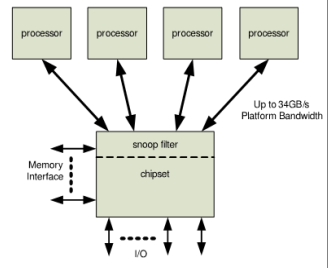 processor
processor
processor
processor
Up to 34GB/s
Platform Bandwidth
snoop filter
Memory
Interface
chipset
I/O